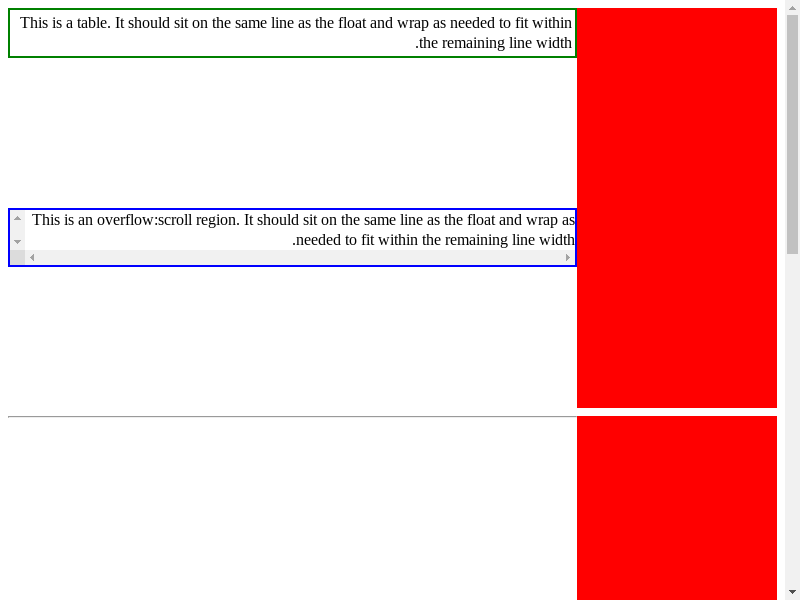 This is a table. It should sit on the same line as the float and wrap as needed to fit within
.the remaining line width
This is an overflow:scroll region. It should sit on the same line as the float and wrap as
.needed to fit within the remaining line width